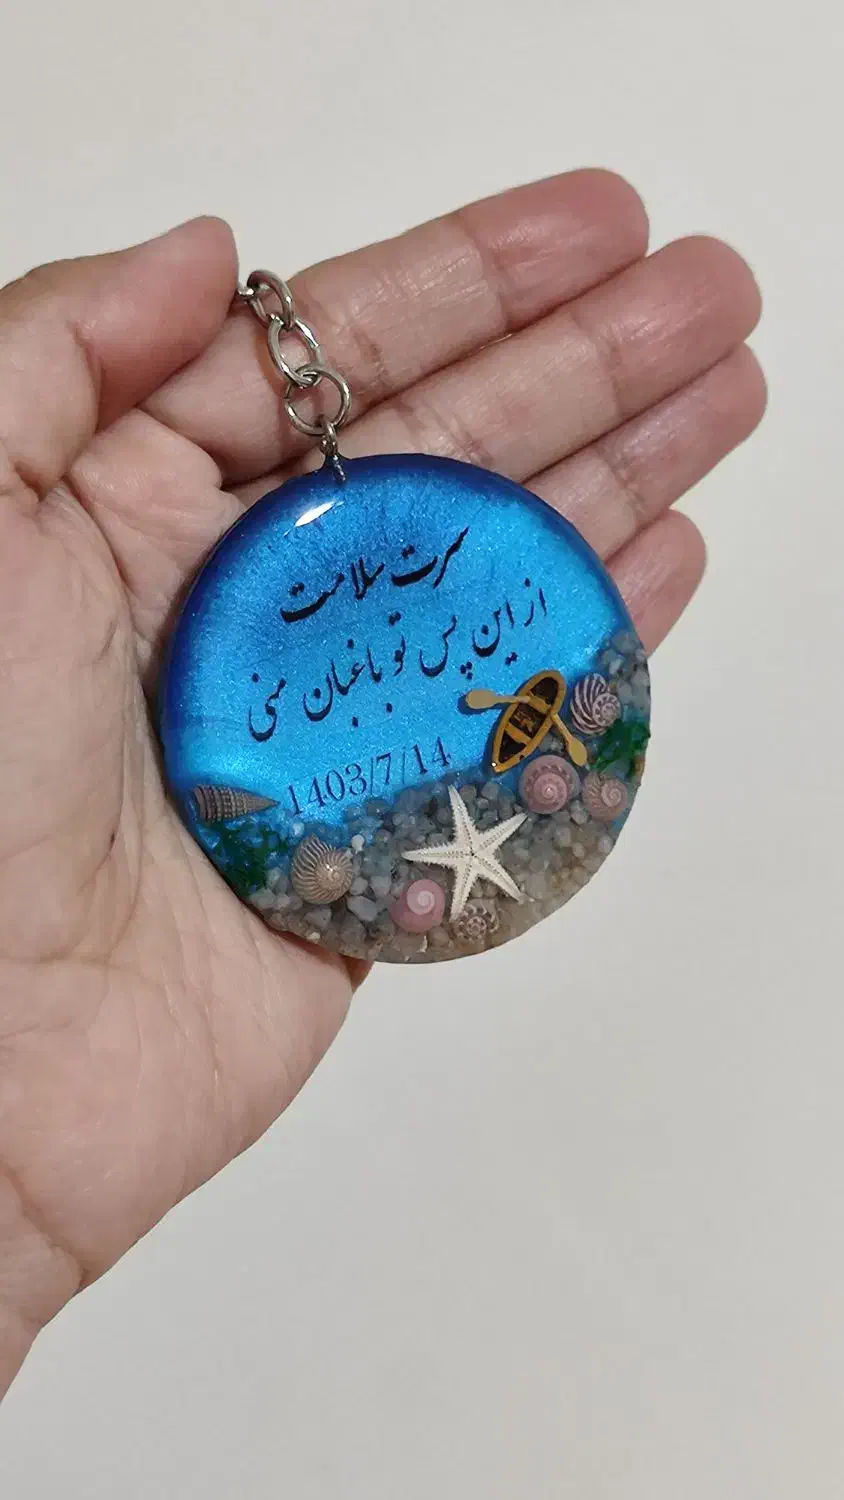 سرت سلامت
از این پس تو باغبان منی
1403/7/14